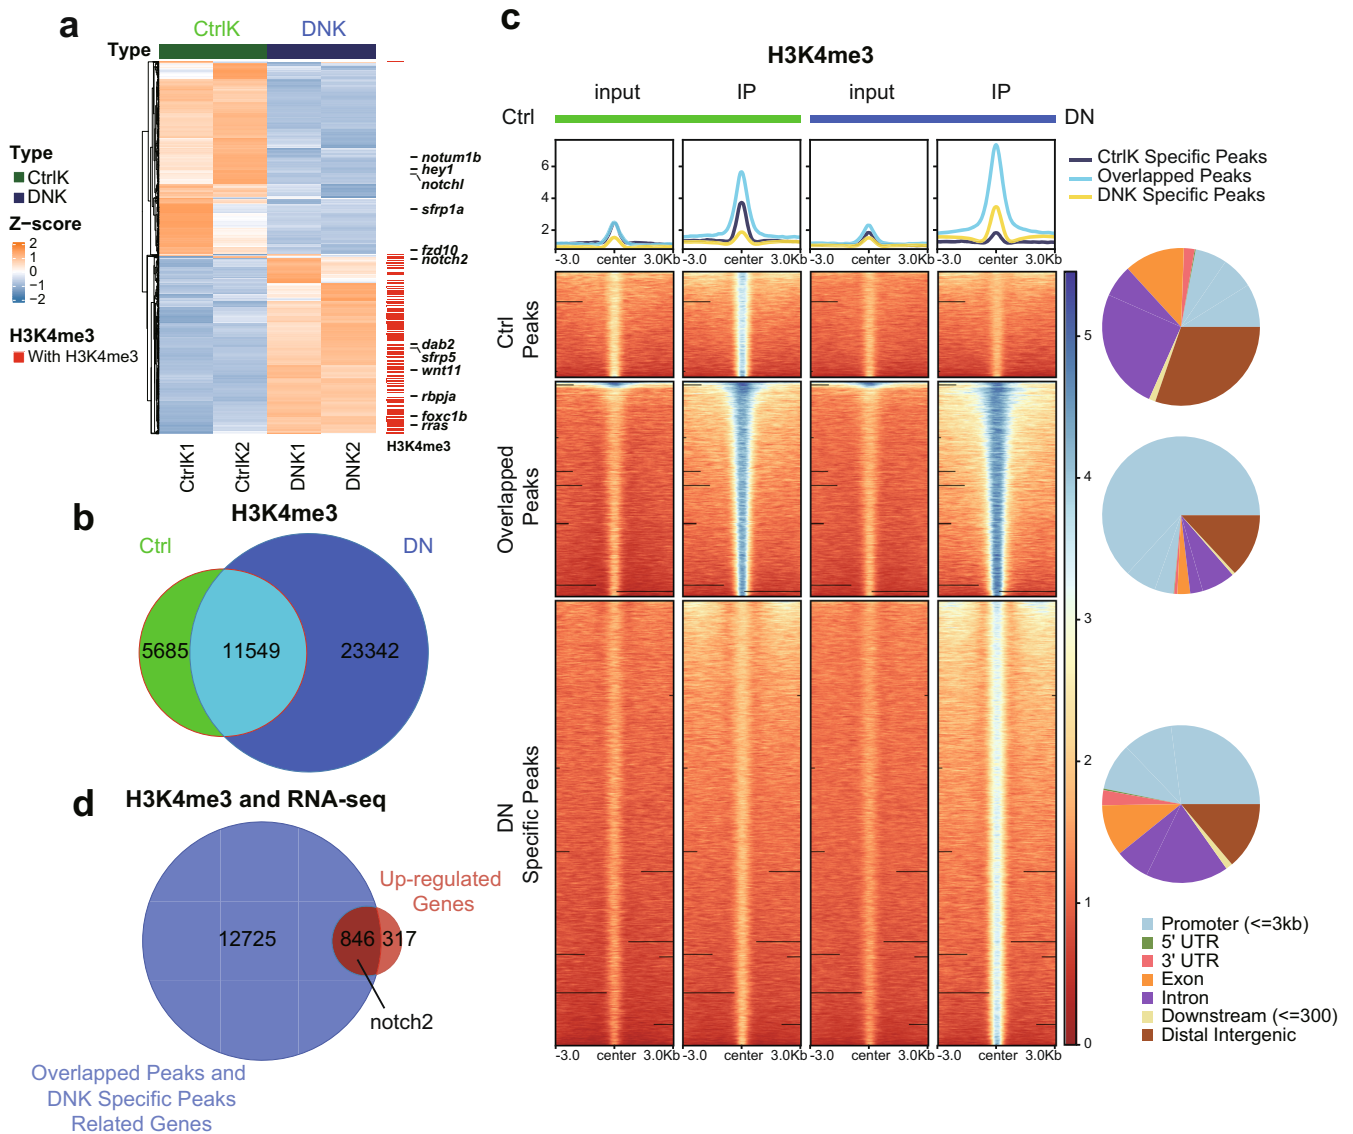 a
CtrlK
DNK
Type
Type
CtrlK
DNK
Z−score
2
1
0
−1
−2
H3K4me3
With H3K4me3
notum1b
hey1
notchl
sfrp1a
fzd10
notch2
dab2
sfrp5
wnt11
rbpja
foxc1b
rras
H3K4me3
CtrlK1
CtrlK2
DNK1
DNK2
b
H3K4me3
Ctrl
DN
5685
11549
23342
d
H3K4me3 and RNA-seq
Up-regulated
Genes
12725
846
317
notch2
Overlapped Peaks and
DNK Specific Peaks
Related Genes
c
H3K4me3
input
IP
input
IP
Ctrl
DN
6
4
2
-3.0 center 3.0Kb
-3.0 center 3.0Kb
-3.0 center 3.0Kb
-3.0 center 3.0Kb
CtrlK Specific Peaks
Overlapped Peaks
DNK Specific Peaks
Ctrl
Peaks
Overlapped
Peaks
DN
Specific Peaks
-3.0 center 3.0Kb
-3.0 center 3.0Kb
-3.0 center 3.0Kb
-3.0 center 3.0Kb
5
4
3
2
1
0
Promoter (<=3kb)
5' UTR
3' UTR
Exon
Intron
Downstream (<=300)
Distal Intergenic